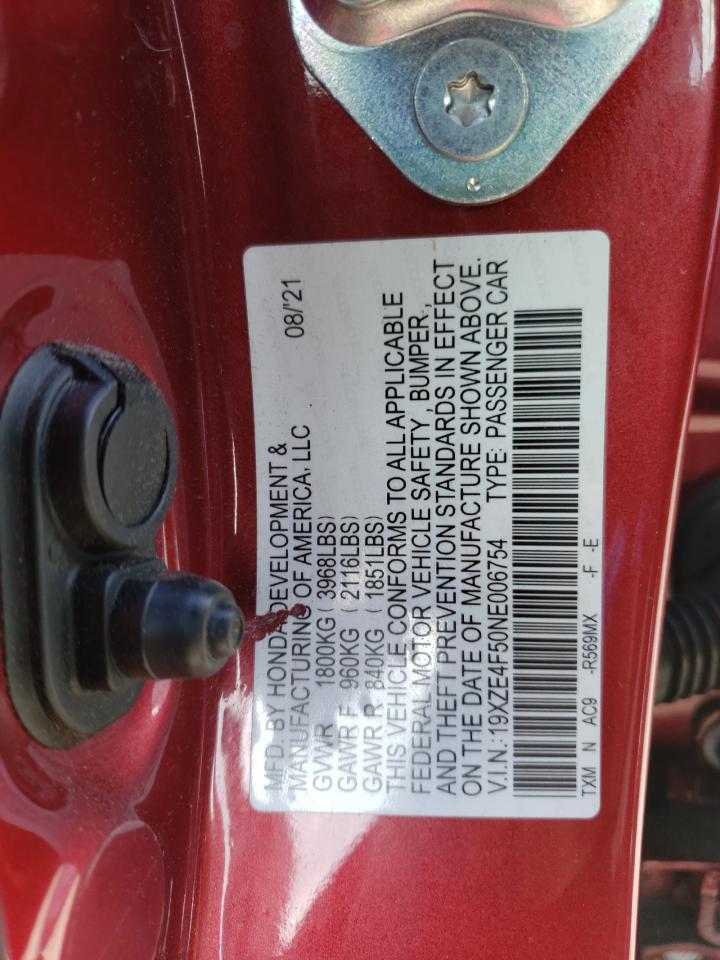 MFD. BY HONDA DEVELOPMENT & 08/'21
MANUFACTURING OF AMERICA, LLC
GVWR 1800KG ( 3968LBS)
GAWR F 960KG ( 2116LBS)
GAWR R 840KG ( 1851LBS)
THIS VEHICLE CONFORMS TO ALL APPLICABLE
FEDERAL MOTOR VEHICLE SAFETY, BUMPER,
AND THEFT PREVENTION STANDARDS IN EFFECT
ON THE DATE OF MANUFACTURE SHOWN ABOVE.
V.I.N.:19XZE4F50NE006754 TYPE: PASSENGER CAR
TXM N AC9 -R569MX -F -E